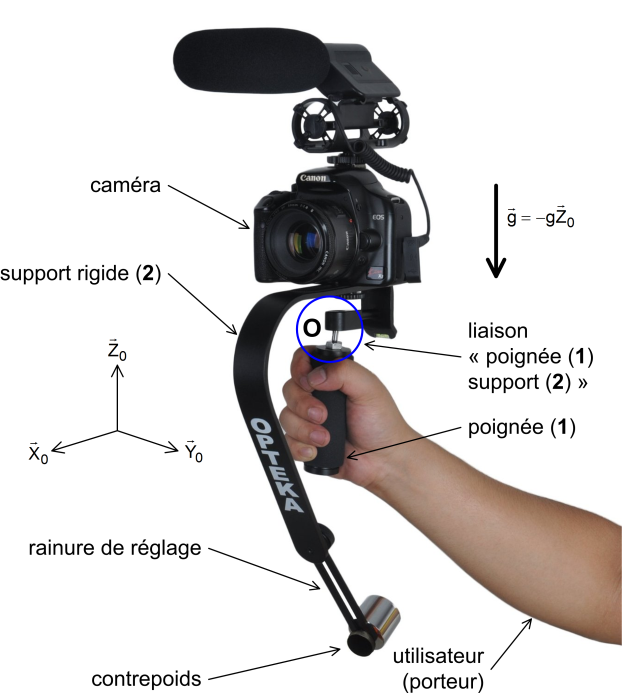 Canon
EOS
caméra
g⃗ = −gZ⃗₀
support rigide (2)
O
liaison
« poignée (1)
support (2) »
Z⃗₀
X⃗₀
Y⃗₀
poignée (1)
OPTEKA
rainure de réglage
utilisateur
(porteur)
contrepoids